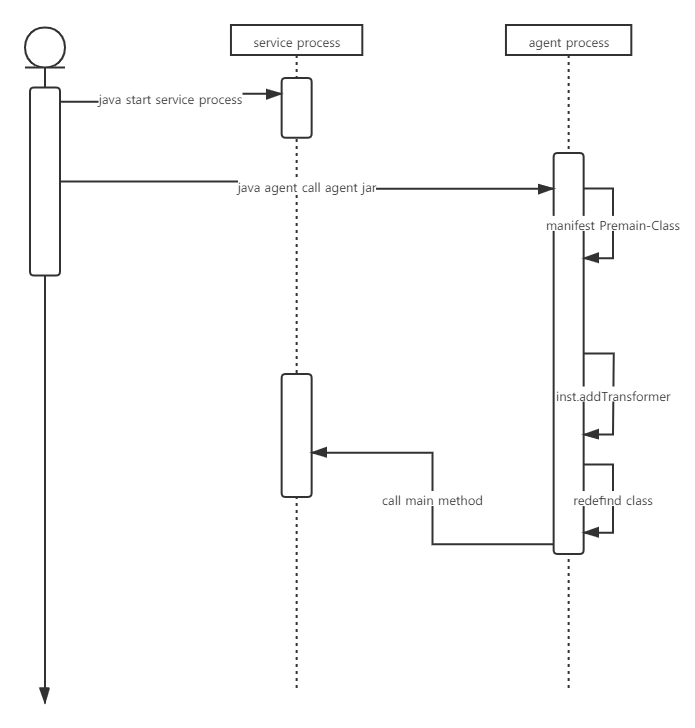 service process
agent process
java start service process
java agent call agent jar
manifest Premain-Class
inst.addTransformer
call main method
redefind class